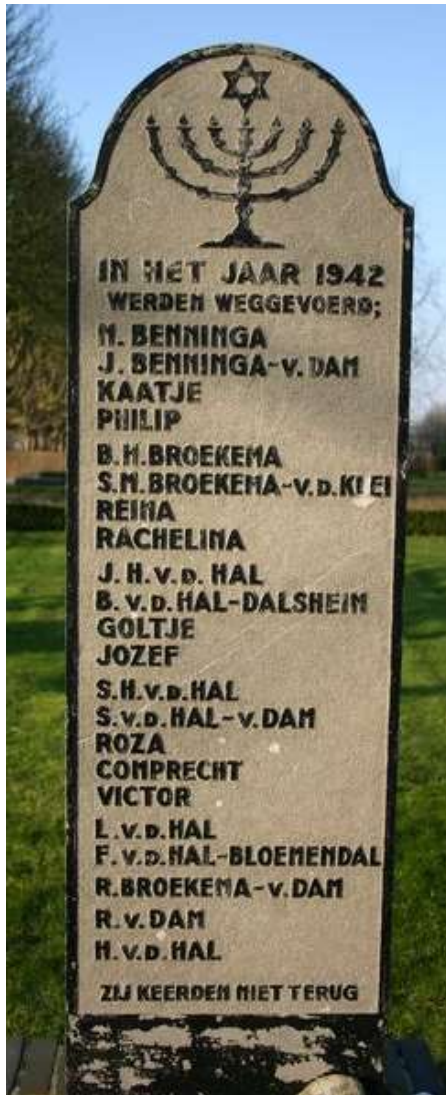 IN HET JAAR 1942
WERDEN WEGGEVOERD;
M. BENNINGA
J. BENNINGA-V. DAM
KAATJE
PHILIP
B.M. BROEKEMA
S.M. BROEKEMA-V.D. KLEI
REINA
RACHELINA
J.H.V.D. HAL
B.V.D. HAL-DALSHEIM
GOLTJE
JOZEF
S.H.V.D. HAL
S.V.D. HAL-V. DAM
ROZA
COMPRECHT
VICTOR
L.V.D. HAL
F.V.D. HAL-BLOEMENDAL
R. BROEKEMA-V. DAM
R.V. DAM
H.V.D. HAL
ZIJ KEERDEN NIET TERUG